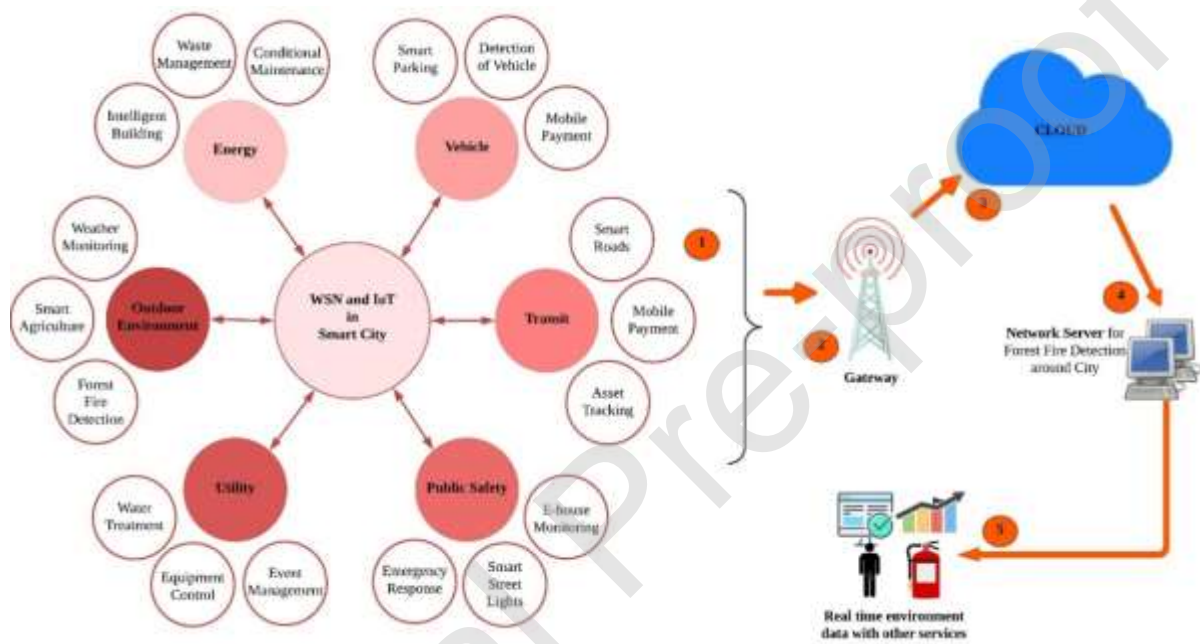 Waste
Management
Conditional
Maintenance
Intelligent
Building
Energy
Smart
Parking
Detection
of Vehicle
Mobile
Payment
Vehicle
Weather
Monitoring
Smart
Agriculture
Forest
Fire
Detection
Outdoor
Environment
WSN and IoT
in
Smart City
Smart
Roads
Mobile
Payment
Asset
Tracking
Transit
Water
Treatment
Equipment
Control
Event
Management
Utility
Public Safety
E-house
Monitoring
Emergency
Response
Smart
Street
Lights
1
2
Gateway
3
CLOUD
4
Network Server for
Forest Fire Detection
around City
5
Real time environment
data with other services